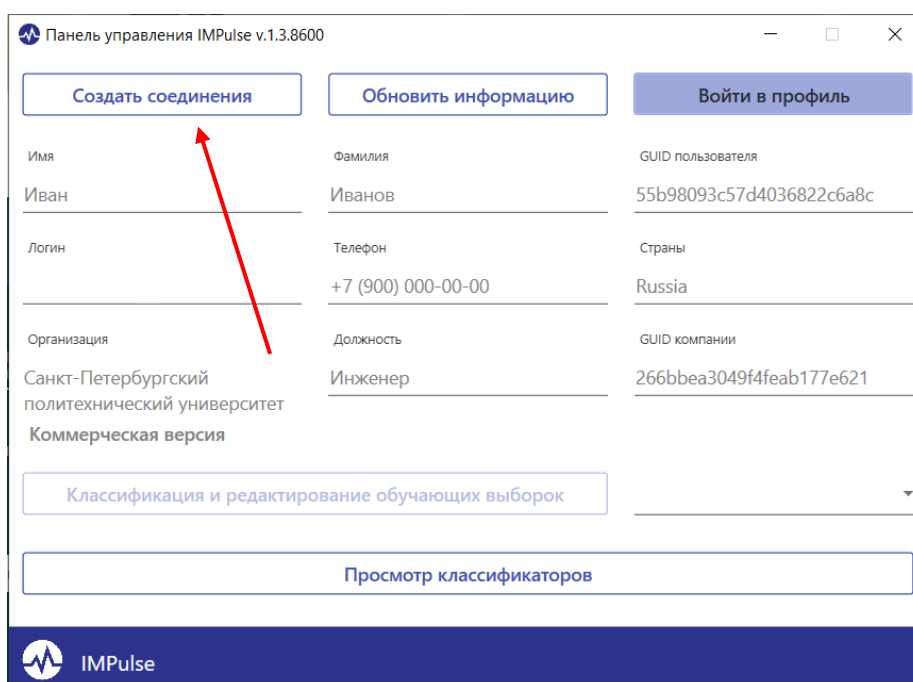 Панель управления IMPulse v.1.3.8600
Создать соединения
Обновить информацию
Войти в профиль
Имя
Фамилия
GUID пользователя
Иван
Иванов
55b98093c57d4036822c6a8c
Логин
Телефон
Страны
+7 (900) 000-00-00
Russia
Организация
Должность
GUID компании
Санкт-Петербургский
политехнический университет
Инженер
266bbea3049f4feab177e621
Коммерческая версия
Классификация и редактирование обучающих выборок
Просмотр классификаторов
IMPulse